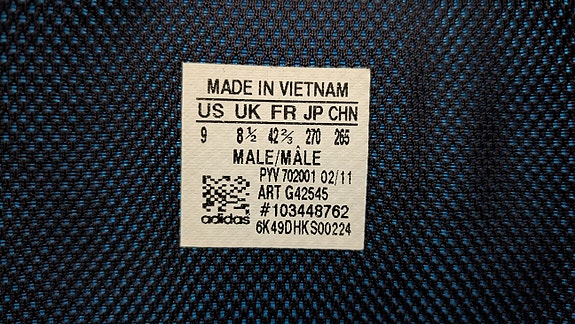 MADE IN VIETNAM
US UK FR JP CHN
9 8½ 42⅔ 270 265
MALE/MÂLE
PYV 702001 02/11
ART G42545
#103448762
adidas
6K49DHKS00224